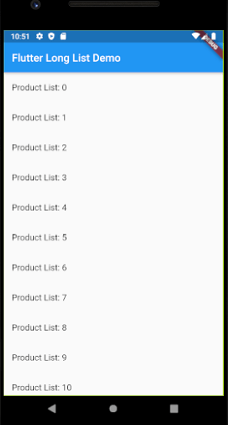 10:51
DEBUG
Flutter Long List Demo
Product List: 0
Product List: 1
Product List: 2
Product List: 3
Product List: 4
Product List: 5
Product List: 6
Product List: 7
Product List: 8
Product List: 9
Product List: 10